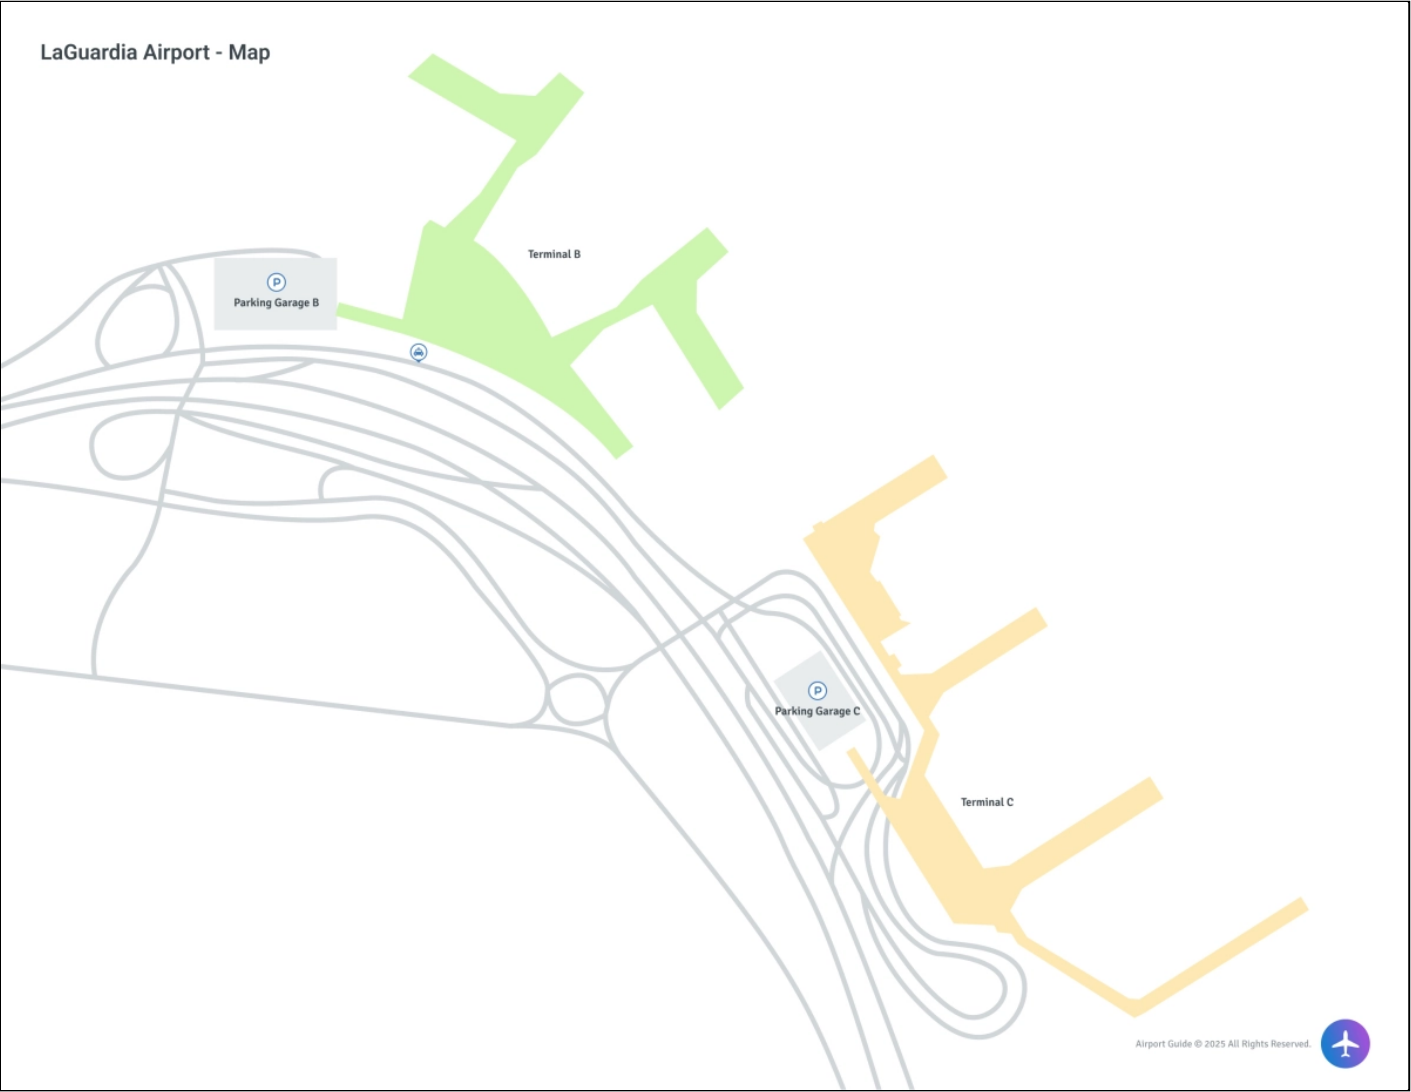 LaGuardia Airport - Map
Terminal B
P
Parking Garage B
P
Parking Garage C
Terminal C
Airport Guide © 2025 All Rights Reserved.